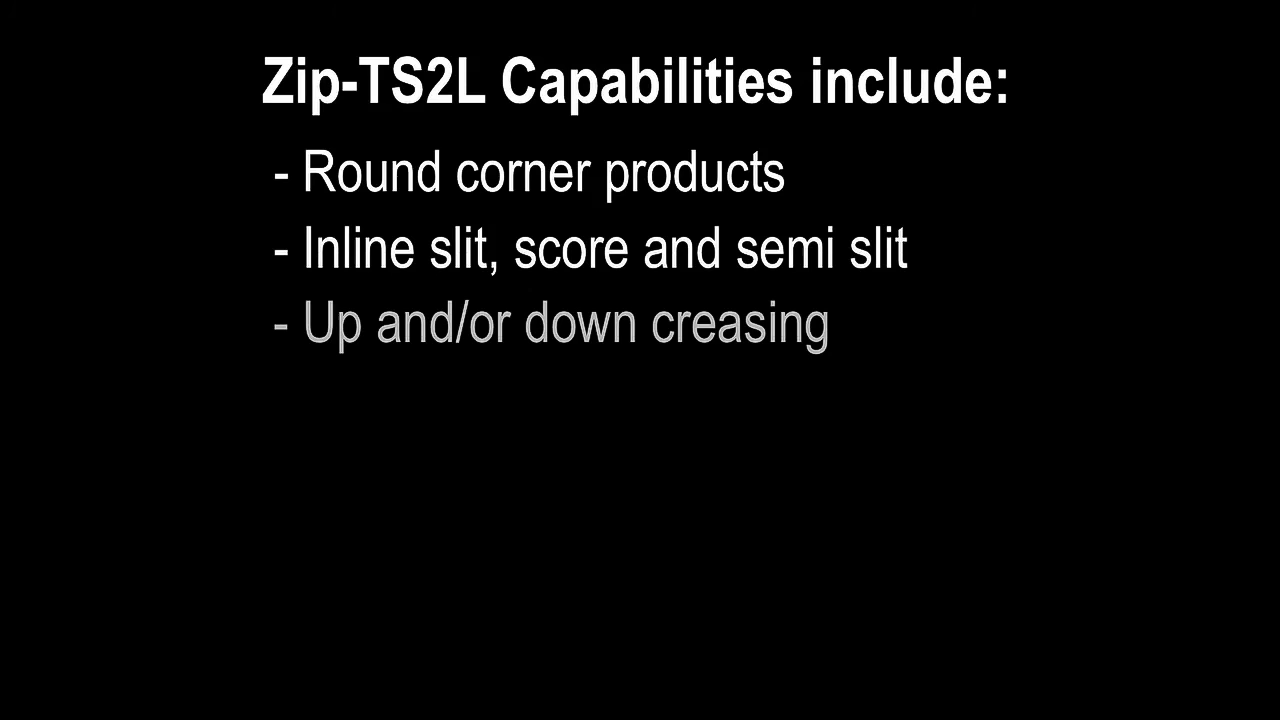 Zip-TS2L Capabilities include:
- Round corner products
- Inline slit, score and semi slit
- Up and/or down creasing